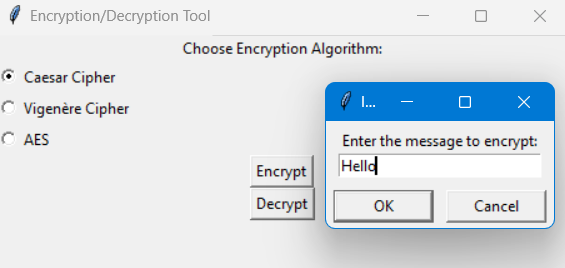 Encryption/Decryption Tool
Choose Encryption Algorithm:
Caesar Cipher
Vigenère Cipher
AES
Encrypt
Decrypt
I...
Enter the message to encrypt:
Hello
OK
Cancel